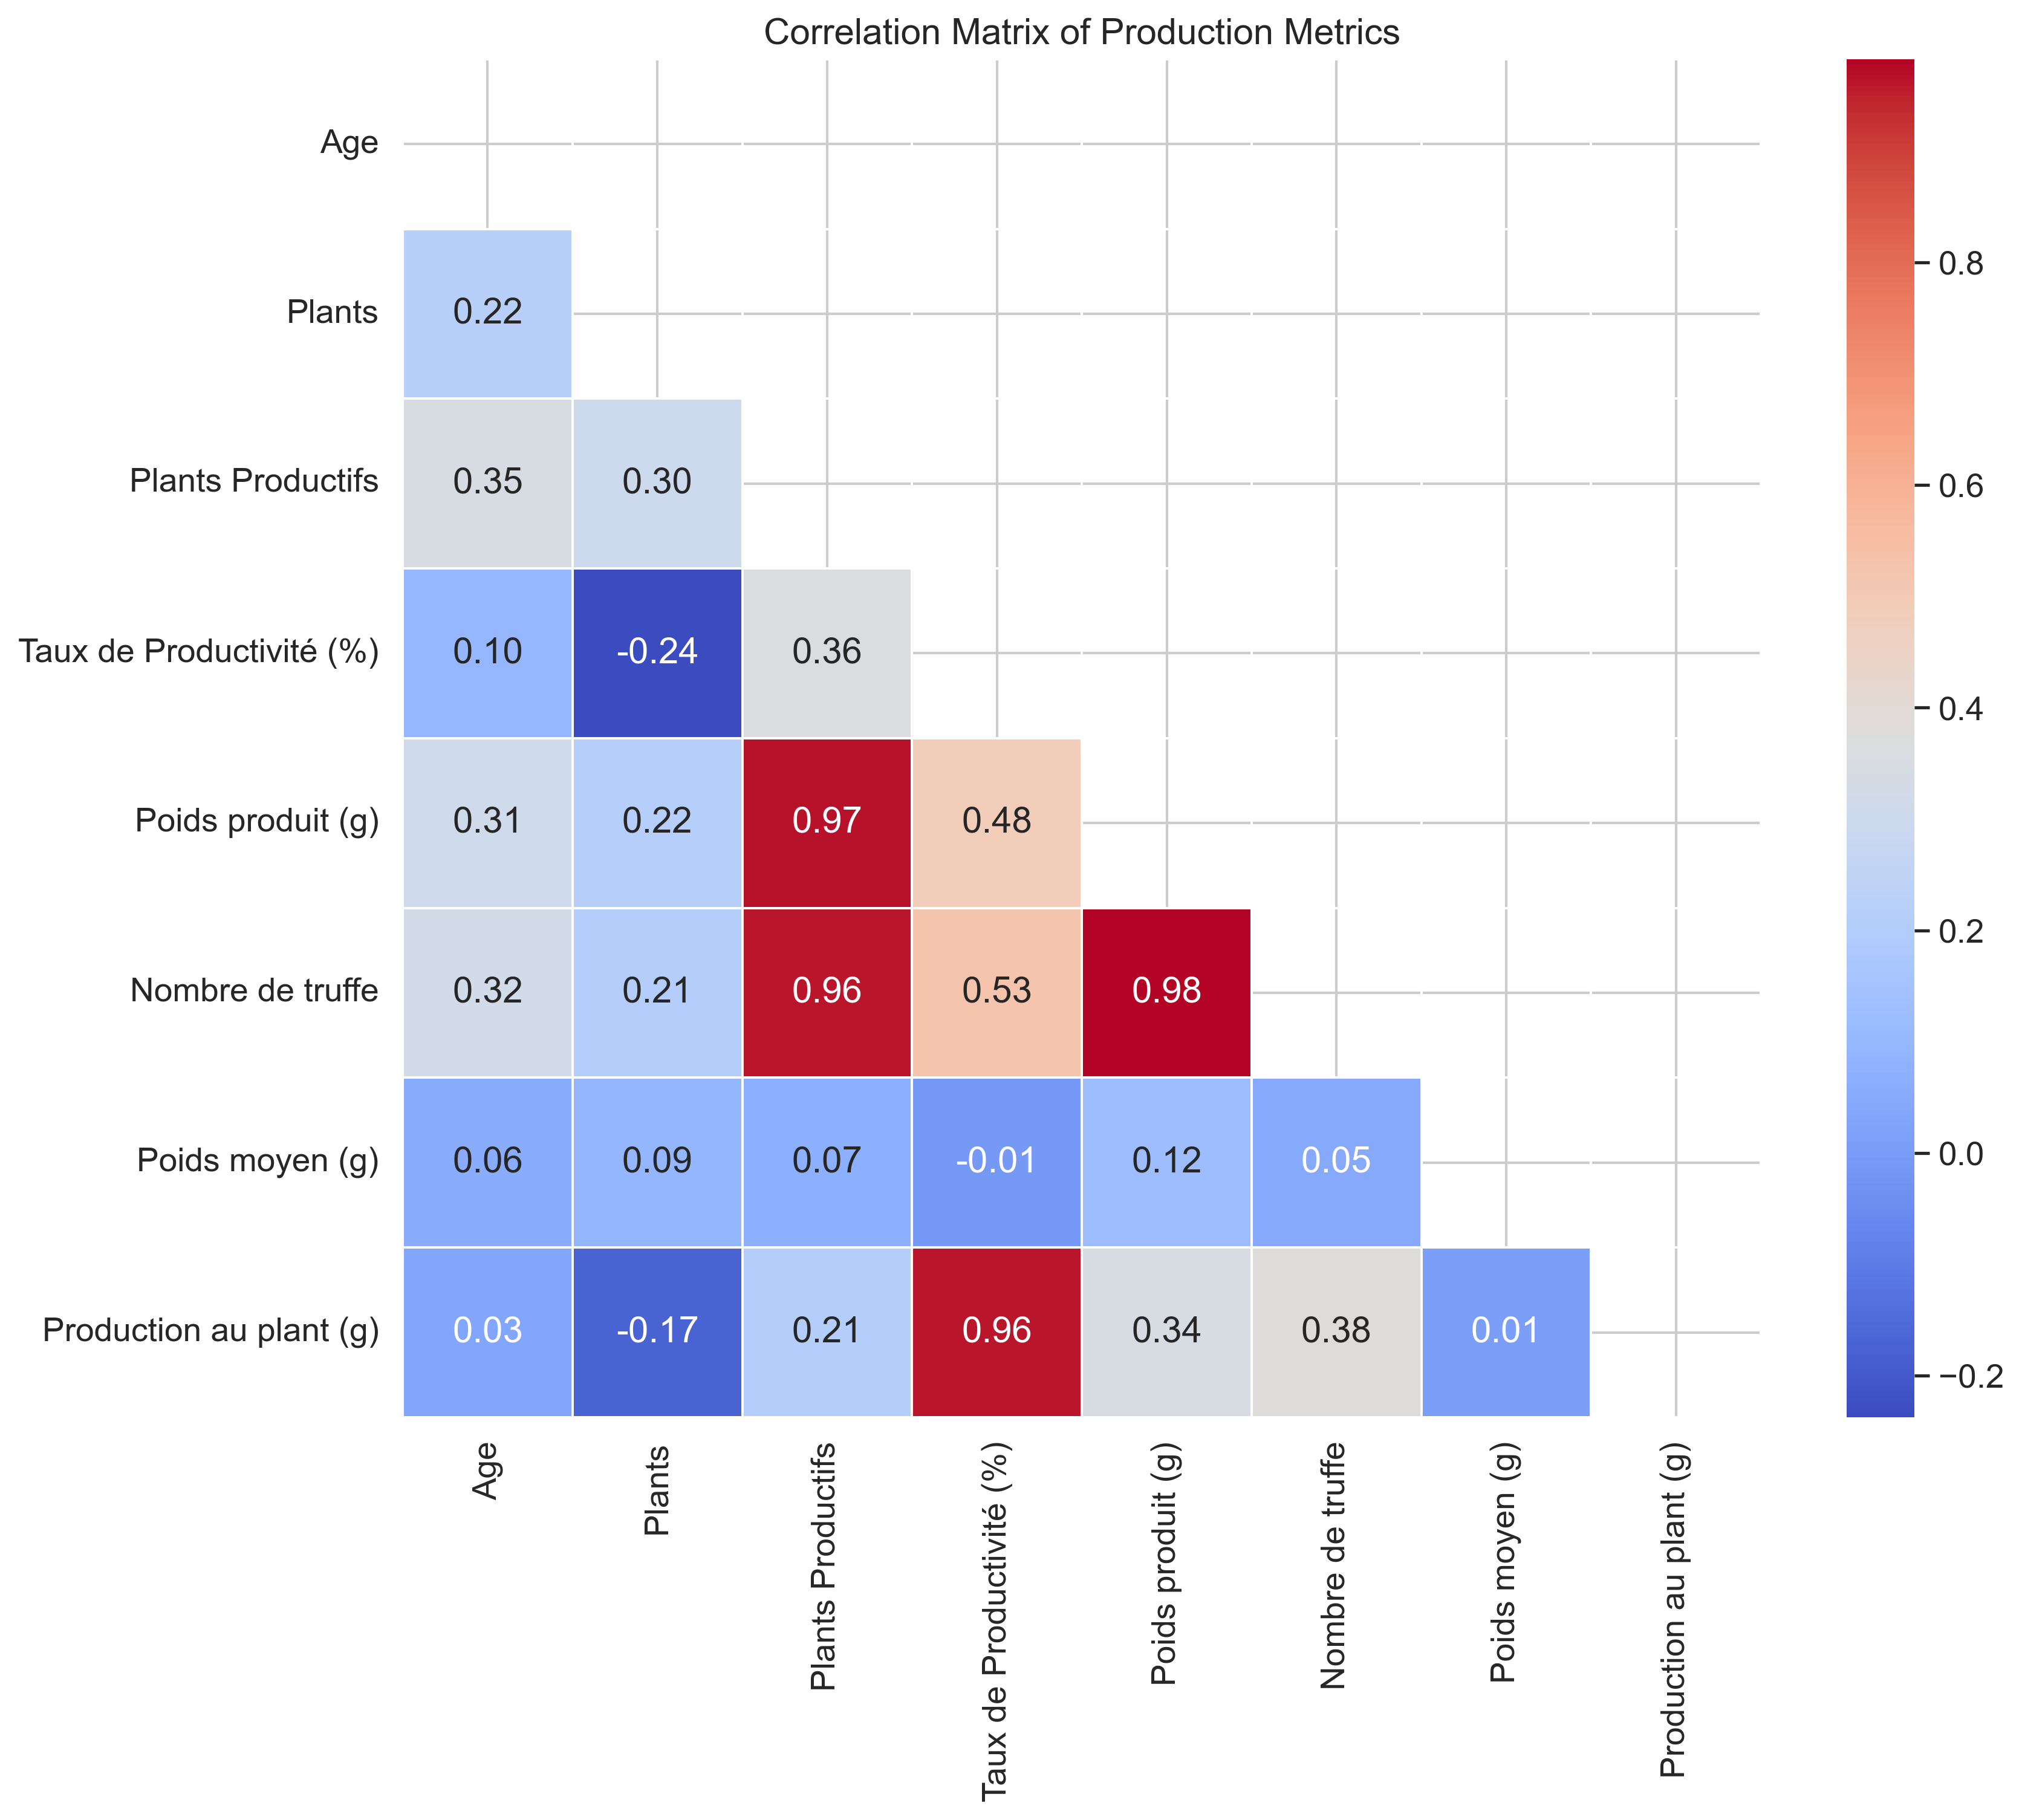 Correlation Matrix of Production Metrics
Age
Plants
0.22
Plants Productifs
0.35 0.30
Taux de Productivité (%)
0.10 -0.24 0.36
Poids produit (g)
0.31 0.22 0.97 0.48
Nombre de truffe
0.32 0.21 0.96 0.53 0.98
Poids moyen (g)
0.06 0.09 0.07 -0.01 0.12 0.05
Production au plant (g)
0.03 -0.17 0.21 0.96 0.34 0.38 0.01
Age
Plants
Plants Productifs
Taux de Productivité (%)
Poids produit (g)
Nombre de truffe
Poids moyen (g)
Production au plant (g)
0.8
0.6
0.4
0.2
0.0
−0.2